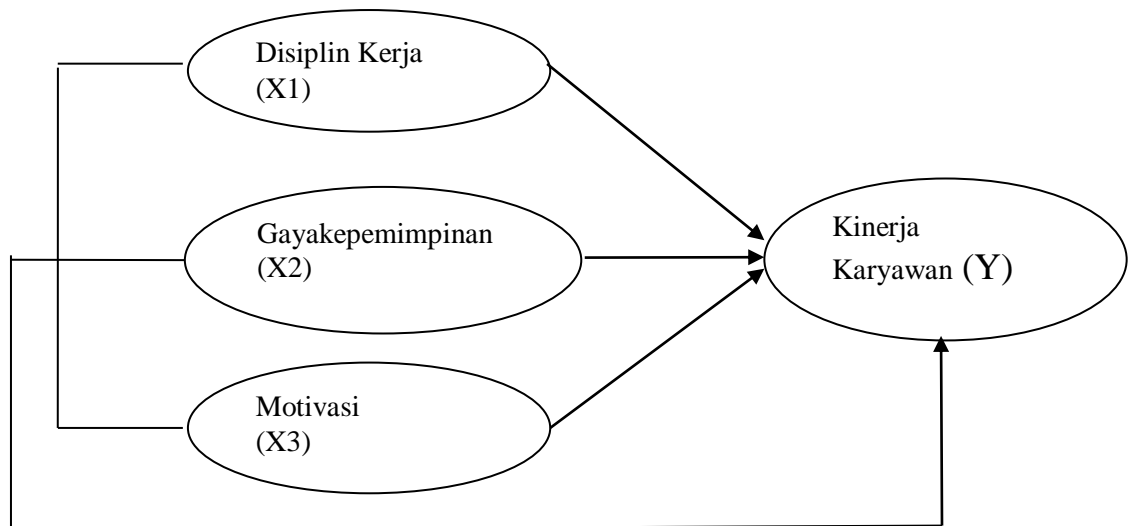 Disiplin Kerja
(X1)
Gayakepemimpinan
(X2)
Kinerja
Karyawan (Y)
Motivasi
(X3)